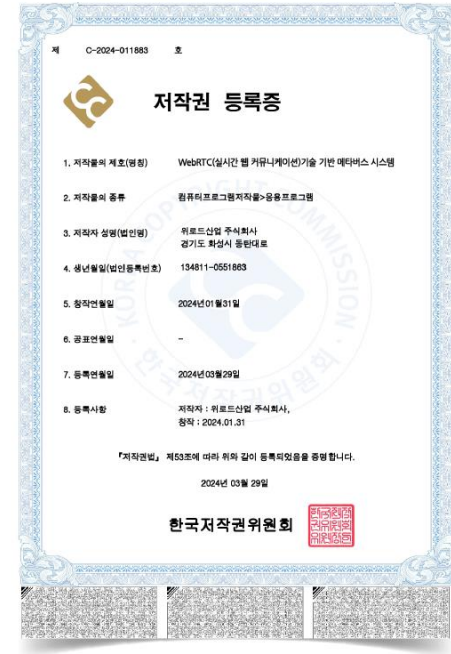 제 C-2024-011883 호
저작권 등록증
1. 저작물의 제호(명칭) WebRTC(실시간 웹 커뮤니케이션)기술 기반 메타버스 시스템
2. 저작물의 종류 컴퓨터프로그램저작물>응용프로그램
3. 저작자 성명(법인명) 위로드산업 주식회사
경기도 화성시 동탄대로
4. 생년월일(법인등록번호) 134811-0551863
5. 창작연월일 2024년01월31일
6. 공표연월일 -
7. 등록연월일 2024년03월29일
8. 등록사항 저작자 : 위로드산업 주식회사,
창작 : 2024.01.31
『저작권법』 제53조에 따라 위와 같이 등록되었음을 증명합니다.
2024년 03월 29일
한국저작권위원회
KOREA COPYRIGHT COMMISSION
한국저작권위원회